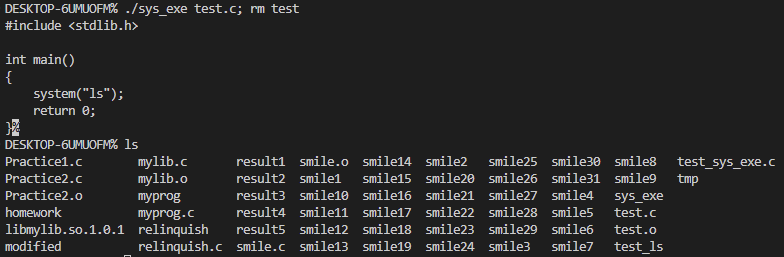 DESKTOP-6UMUOFM% ./sys_exe test.c; rm test
#include <stdlib.h>

int main()
{
    system("ls");
    return 0;
}%
DESKTOP-6UMUOFM% ls
Practice1.c        mylib.c       result1  smile.o  smile14  smile2   smile25  smile30  smile8   test_sys_exe.c
Practice2.c        mylib.o       result2  smile1   smile15  smile20  smile26  smile31  smile9   tmp
Practice2.o        myprog        result3  smile10  smile16  smile21  smile27  smile4   sys_exe
homework           myprog.c      result4  smile11  smile17  smile22  smile28  smile5   test.c
libmylib.so.1.0.1  relinquish    result5  smile12  smile18  smile23  smile29  smile6   test.o
modified           relinquish.c  smile.c  smile13  smile19  smile24  smile3   smile7   test_ls